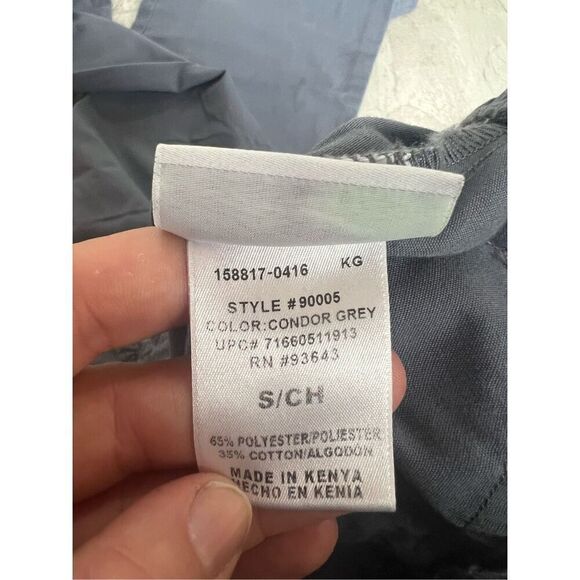 158817-0416 KG
STYLE #90005
COLOR:CONDOR GREY
UPC# 71660511913
RN #93643
S/CH
65% POLYESTER/POLIESTER
35% COTTON/ALGODON
MADE IN KENYA
HECHO EN KENIA